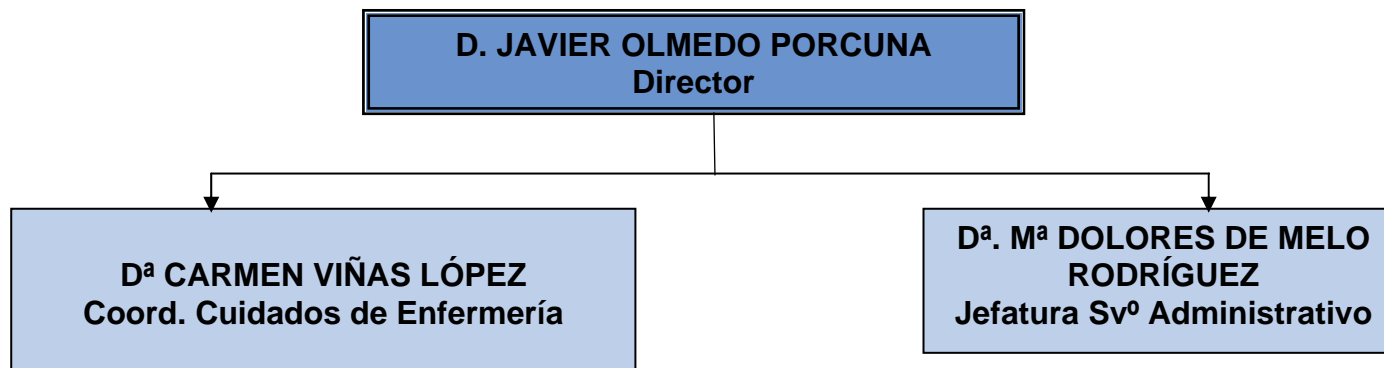 D. JAVIER OLMEDO PORCUNA
Director
Dª CARMEN VIÑAS LÓPEZ
Coord. Cuidados de Enfermería
Dª. Mª DOLORES DE MELO
RODRÍGUEZ
Jefatura Svº Administrativo